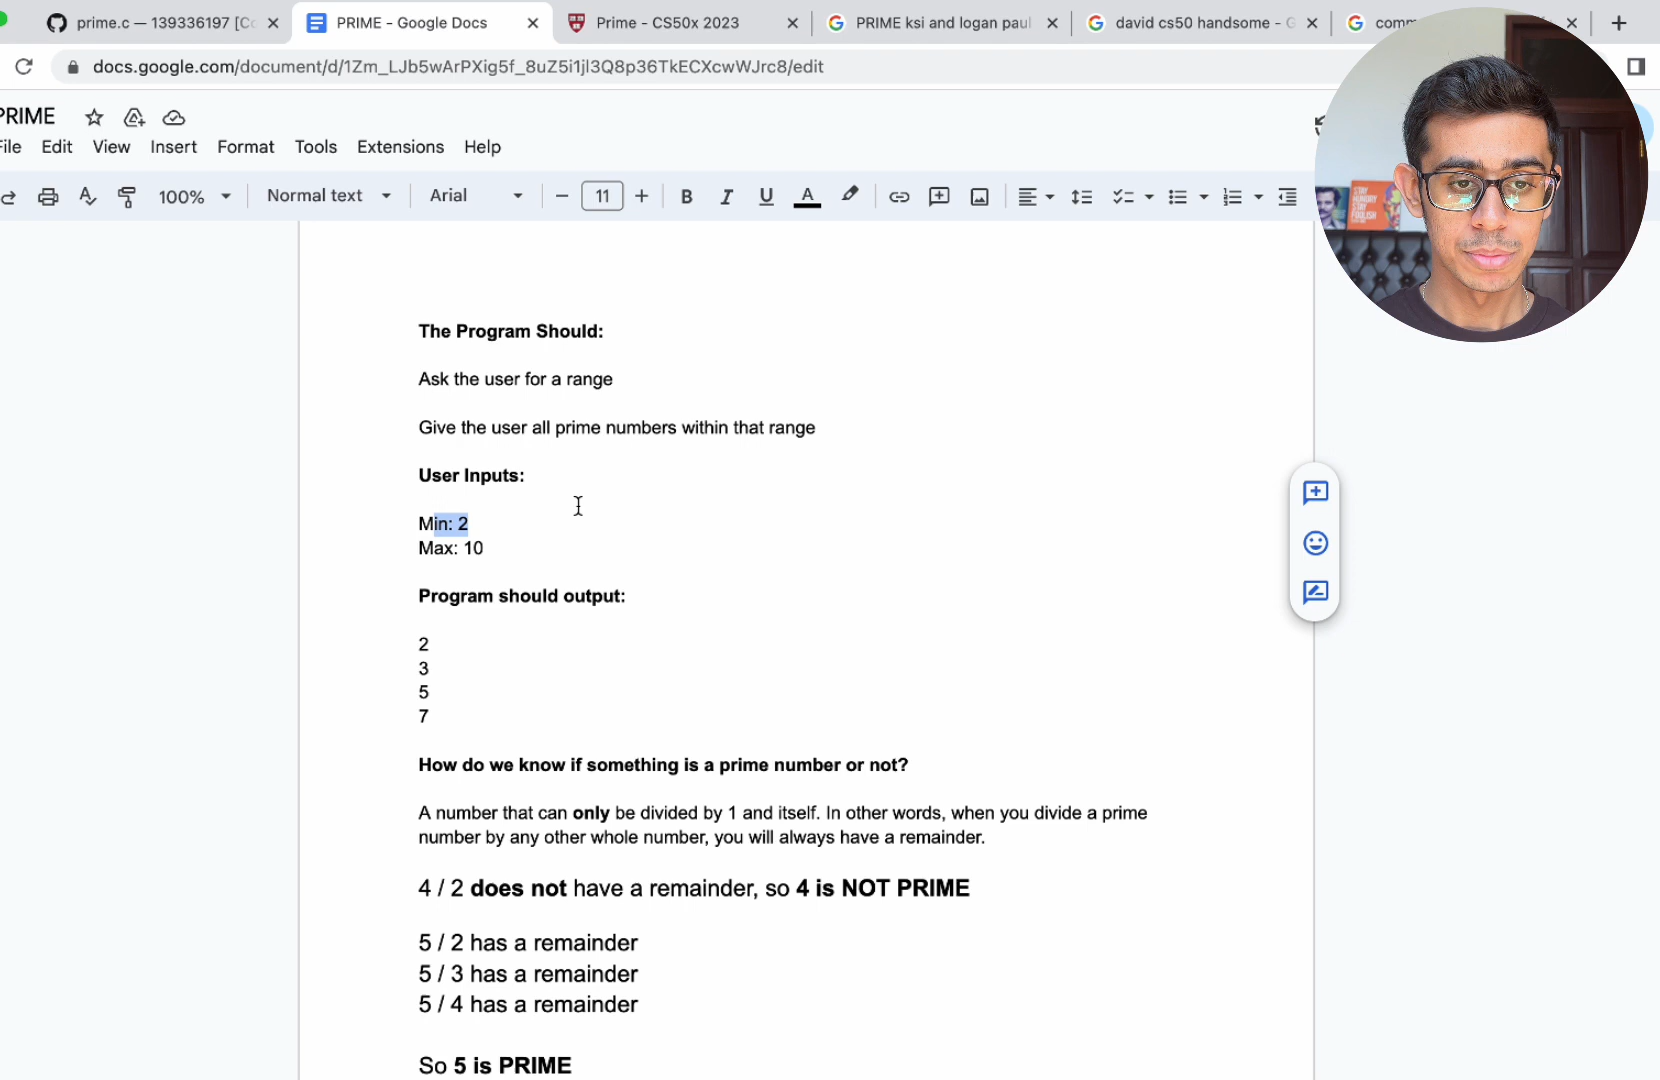 prime.c — 139336197 [Co
PRIME - Google Docs
Prime - CS50x 2023
PRIME ksi and logan paul
david cs50 handsome - G
docs.google.com/document/d/1Zm_LJb5wArPXig5f_8uZ5i1jl3Q8p36TkECXcwWJrc8/edit
PRIME
File Edit View Insert Format Tools Extensions Help
100% Normal text Arial 11 B I U A
STAY HUNGRY STAY FOOLISH
The Program Should:
Ask the user for a range
Give the user all prime numbers within that range
User Inputs:
Min: 2
Max: 10
Program should output:
2
3
5
7
How do we know if something is a prime number or not?
A number that can only be divided by 1 and itself. In other words, when you divide a prime
number by any other whole number, you will always have a remainder.
4 / 2 does not have a remainder, so 4 is NOT PRIME
5 / 2 has a remainder
5 / 3 has a remainder
5 / 4 has a remainder
So 5 is PRIME